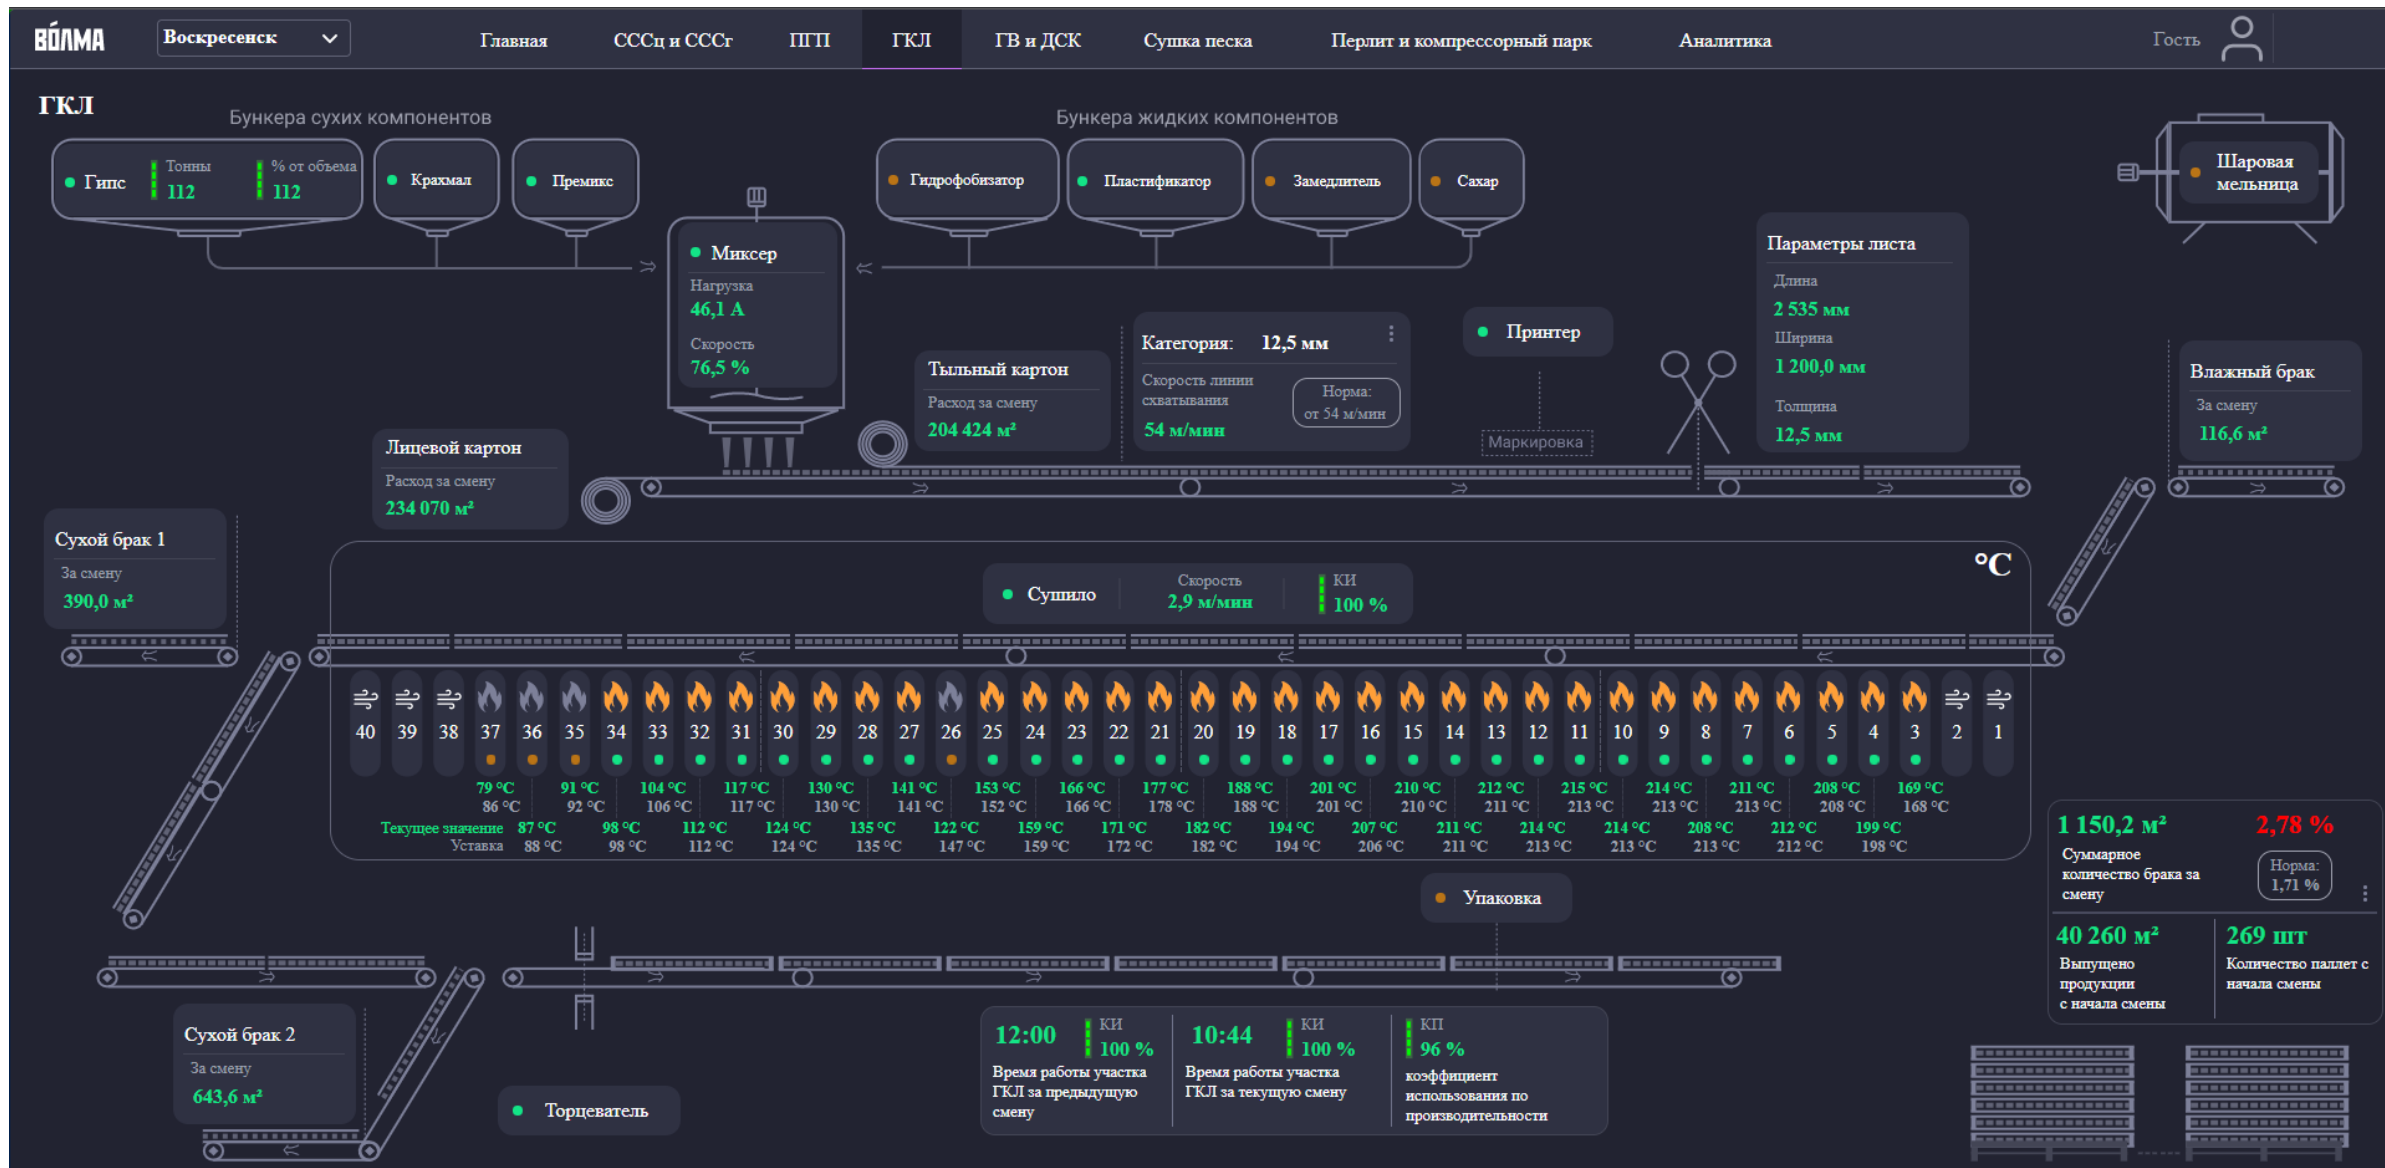 ВОЛМА
Воскресенск
Главная
СССц и СССг
ПГП
ГКЛ
ГВ и ДСК
Сушка песка
Перлит и компрессорный парк
Аналитика
Гость
ГКЛ
Бункера сухих компонентов
Бункера жидких компонентов
Гипс
Тонны
112
% от объема
112
Крахмал
Премикс
Гидрофобизатор
Пластификатор
Замедлитель
Сахар
Шаровая
мельница
Миксер
Нагрузка
46,1 А
Скорость
76,5 %
Параметры листа
Длина
2 535 мм
Ширина
1 200,0 мм
Толщина
12,5 мм
Тыльный картон
Расход за смену
204 424 м²
Категория: 12,5 мм
Скорость линии
схватывания
54 м/мин
Норма:
от 54 м/мин
Принтер
Маркировка
Влажный брак
За смену
116,6 м²
Лицевой картон
Расход за смену
234 070 м²
Сухой брак 1
За смену
390,0 м²
°C
Сушило
Скорость
2,9 м/мин
КИ
100 %
40 39 38 37 36 35 34 33 32 31 30 29 28 27 26 25 24 23 22 21 20 19 18 17 16 15 14 13 12 11 10 9 8 7 6 5 4 3 2 1
79 °C 91 °C 104 °C 117 °C 130 °C 141 °C 153 °C 166 °C 177 °C 188 °C 201 °C 210 °C 212 °C 215 °C 214 °C 211 °C 208 °C 169 °C
86 °C 92 °C 106 °C 117 °C 130 °C 141 °C 152 °C 166 °C 178 °C 188 °C 201 °C 210 °C 211 °C 213 °C 213 °C 213 °C 208 °C 168 °C
Текущее значение 87 °C 98 °C 112 °C 124 °C 135 °C 122 °C 159 °C 171 °C 182 °C 194 °C 207 °C 211 °C 214 °C 214 °C 208 °C 212 °C 199 °C
Уставка 88 °C 98 °C 112 °C 124 °C 135 °C 147 °C 159 °C 172 °C 182 °C 194 °C 206 °C 211 °C 213 °C 213 °C 213 °C 212 °C 198 °C
1 150,2 м²
2,78 %
Суммарное
количество брака за
смену
Норма:
1,71 %
40 260 м²
Выпущено
продукции
с начала смены
269 шт
Количество паллет с
начала смены
Упаковка
Сухой брак 2
За смену
643,6 м²
Торцеватель
12:00
КИ
100 %
Время работы участка
ГКЛ за предыдущую
смену
10:44
КИ
100 %
Время работы участка
ГКЛ за текущую смену
КП
96 %
коэффициент
использования по
производительности